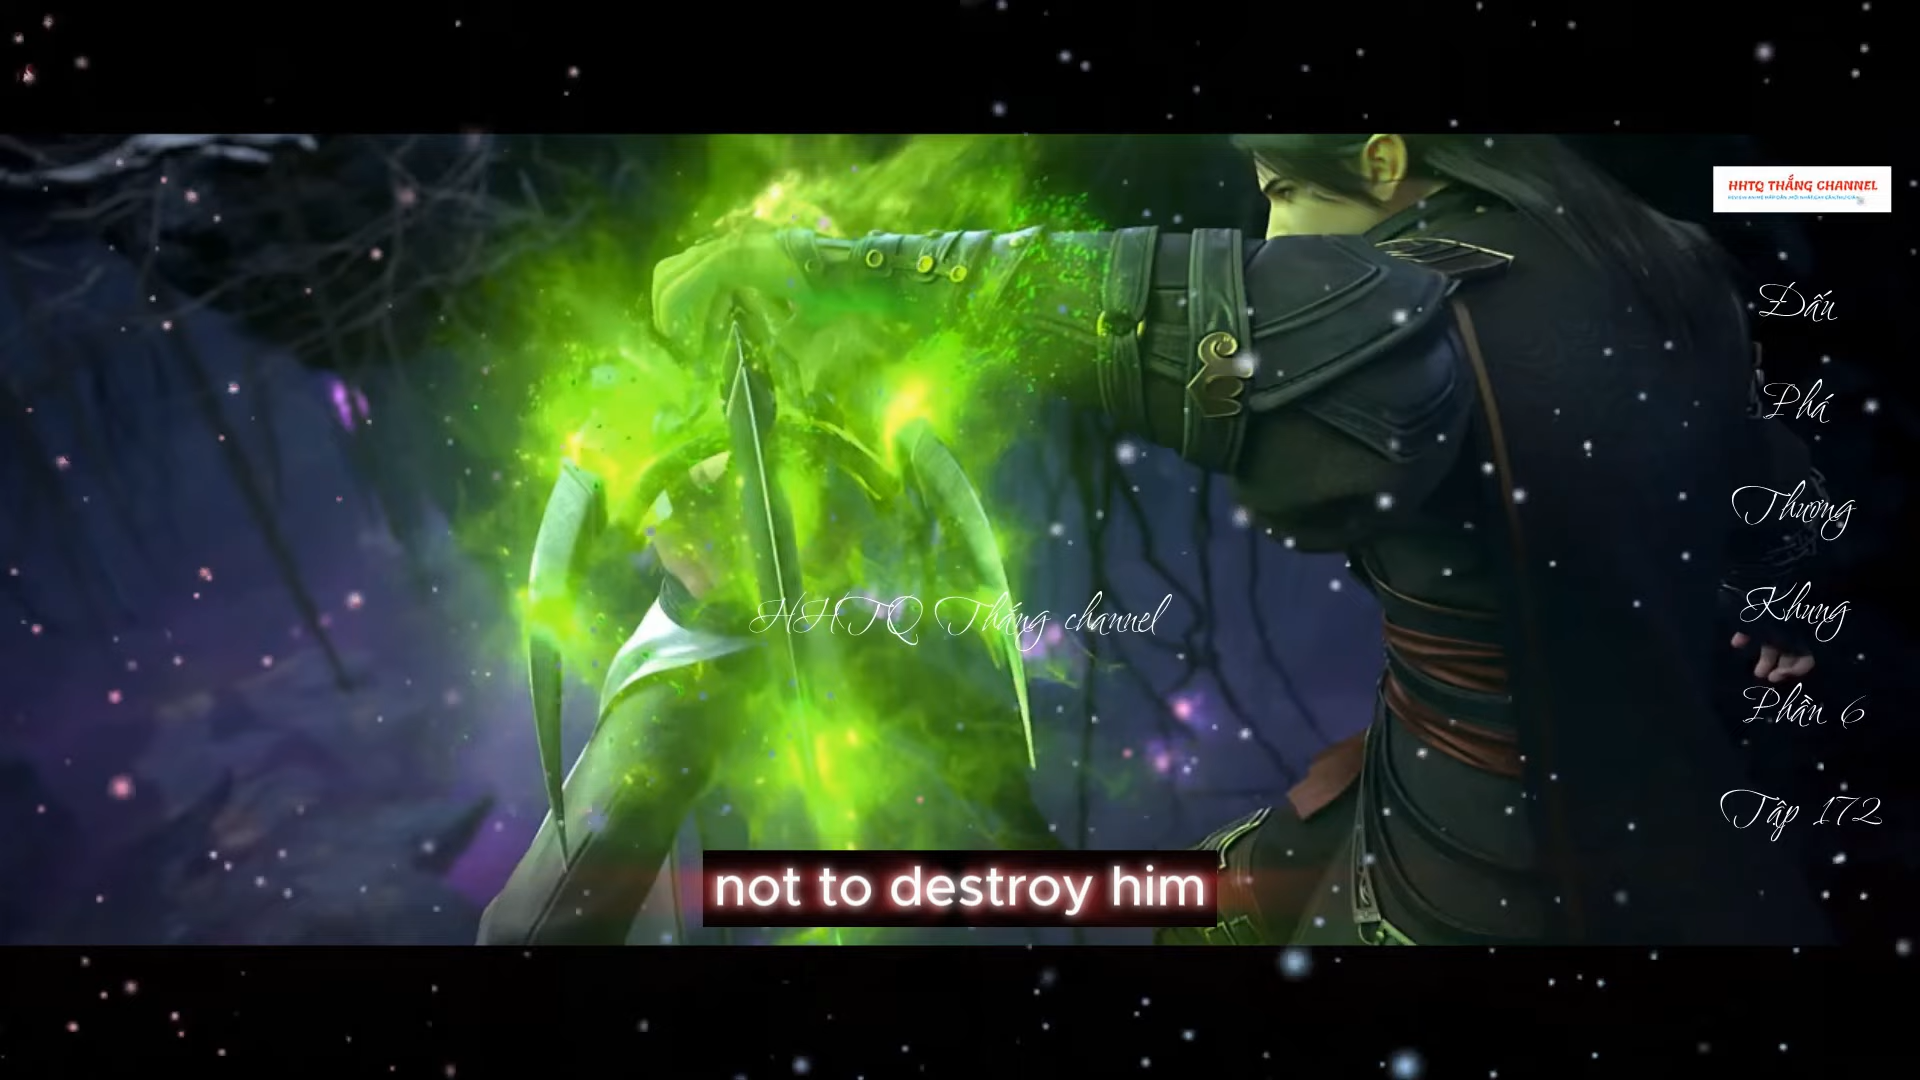 HHTQ THẮNG CHANNEL
Đấu
Phá
Thương
Khung
Phần 6
Tập 172
HHTQ Thắng channel
not to destroy him